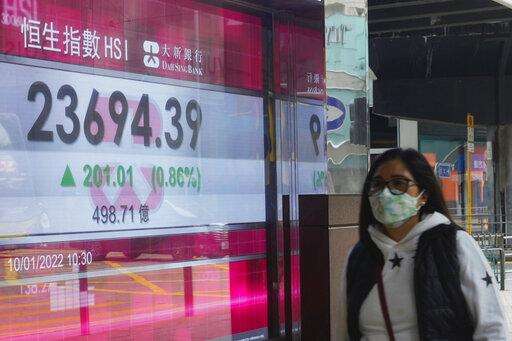 恒生指數 HSI
大新銀行
DAH SING BANK
23694.39
▲ 201.01 (0.86%)
498.71 億
10/01/2022 10:30